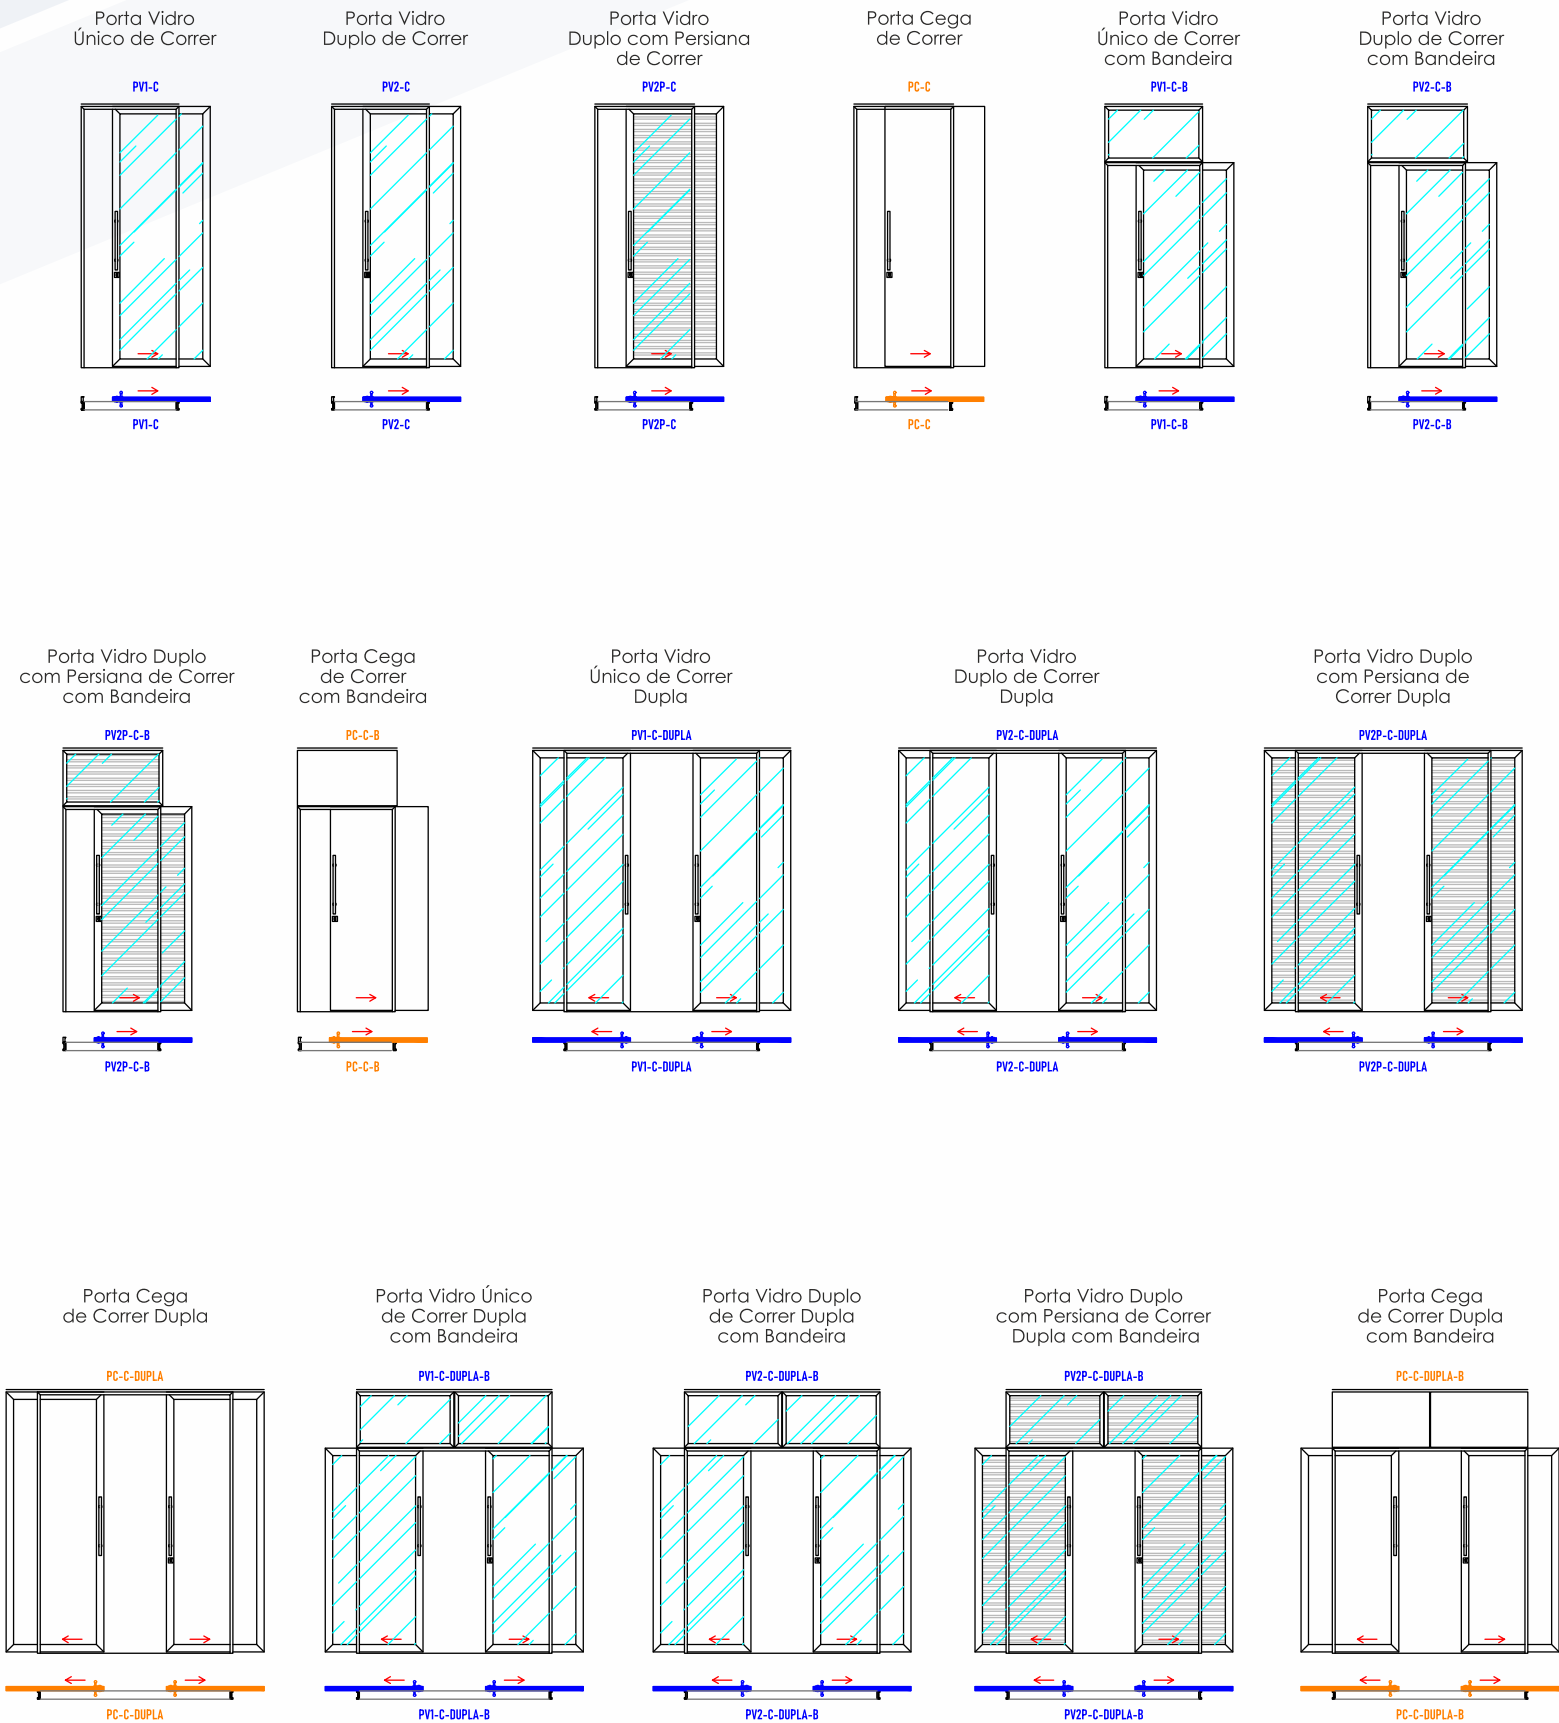 Porta Vidro
Único de Correr
PV1-C
PV1-C
Porta Vidro
Duplo de Correr
PV2-C
PV2-C
Porta Vidro
Duplo com Persiana
de Correr
PV2P-C
PV2P-C
Porta Cega
de Correr
PC-C
PC-C
Porta Vidro
Único de Correr
com Bandeira
PV1-C-B
PV1-C-B
Porta Vidro
Duplo de Correr
com Bandeira
PV2-C-B
PV2-C-B
Porta Vidro Duplo
com Persiana de Correr
com Bandeira
PV2P-C-B
PV2P-C-B
Porta Cega
de Correr
com Bandeira
PC-C-B
PC-C-B
Porta Vidro
Único de Correr
Dupla
PV1-C-DUPLA
PV1-C-DUPLA
Porta Vidro
Duplo de Correr
Dupla
PV2-C-DUPLA
PV2-C-DUPLA
Porta Vidro Duplo
com Persiana de
Correr Dupla
PV2P-C-DUPLA
PV2P-C-DUPLA
Porta Cega
de Correr Dupla
PC-C-DUPLA
PC-C-DUPLA
Porta Vidro Único
de Correr Dupla
com Bandeira
PV1-C-DUPLA-B
PV1-C-DUPLA-B
Porta Vidro Duplo
de Correr Dupla
com Bandeira
PV2-C-DUPLA-B
PV2-C-DUPLA-B
Porta Vidro Duplo
com Persiana de Correr
Dupla com Bandeira
PV2P-C-DUPLA-B
PV2P-C-DUPLA-B
Porta Cega
de Correr Dupla
com Bandeira
PC-C-DUPLA-B
PC-C-DUPLA-B